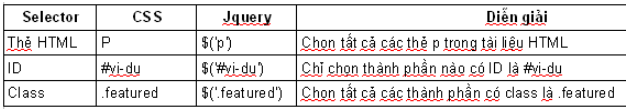 Selector CSS Jquery Diễn giải
Thẻ HTML P $('p') Chọn tất cả các thẻ p trong tài liệu HTML
ID #vi-du $('#vi-du') Chỉ chọn thành phần nào có ID là #vi-du
Class .featured $('.featured') Chọn tất cả các thành phần có class là .featured